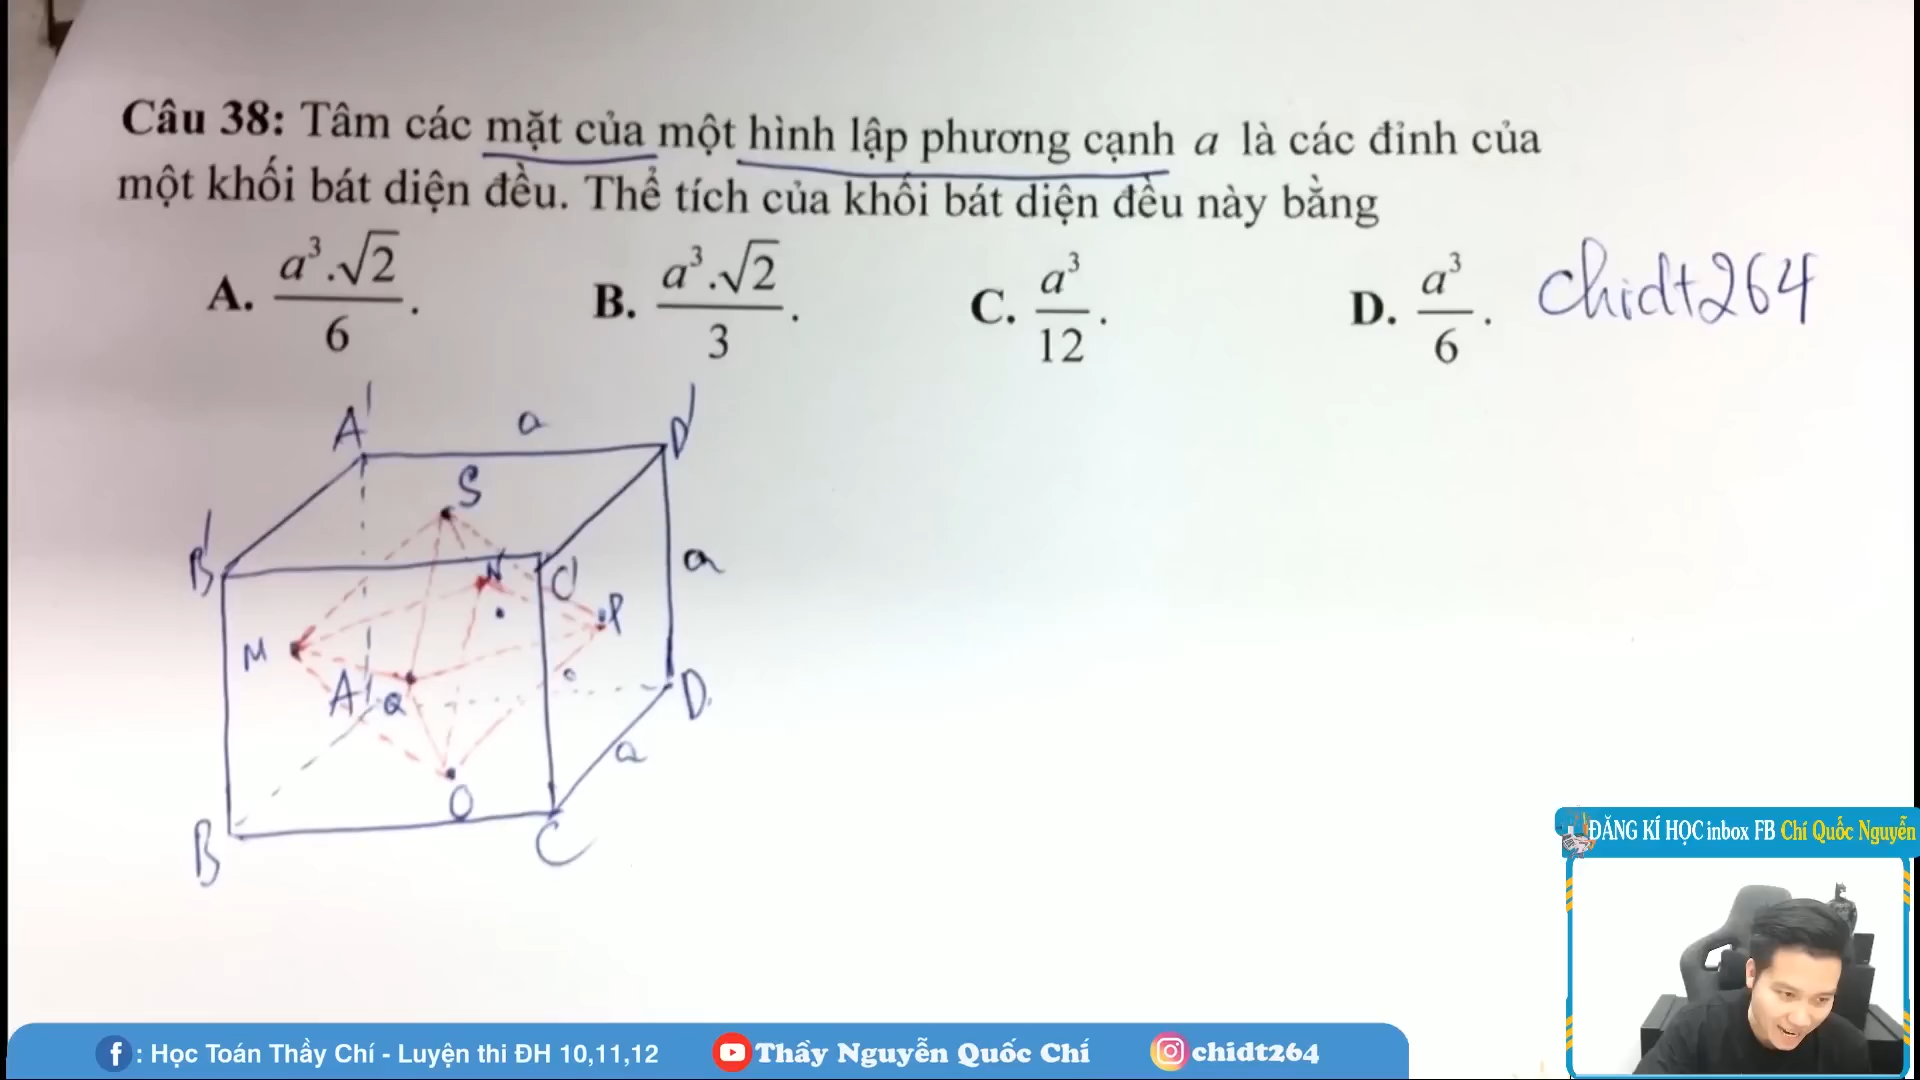 Câu 38: Tâm các mặt của một hình lập phương cạnh a là các đỉnh của
một khối bát diện đều. Thể tích của khối bát diện đều này bằng
A. a³.√2/6.
B. a³.√2/3.
C. a³/12.
D. a³/6.
chidt264
A'
a
D'
S
B'
N
C'
a
P
M
A'
Q
D.
a
O
B
C
ĐĂNG KÍ HỌC inbox FB Chí Quốc Nguyễn
f : Học Toán Thầy Chí - Luyện thi ĐH 10,11,12
Thầy Nguyễn Quốc Chí
chidt264